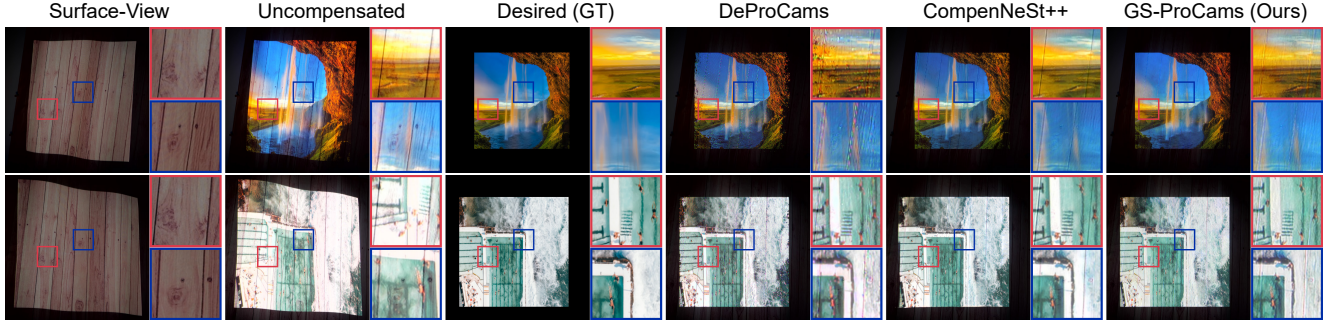 Surface-View
Uncompensated
Desired (GT)
DeProCams
CompenNeSt++
GS-ProCams (Ours)